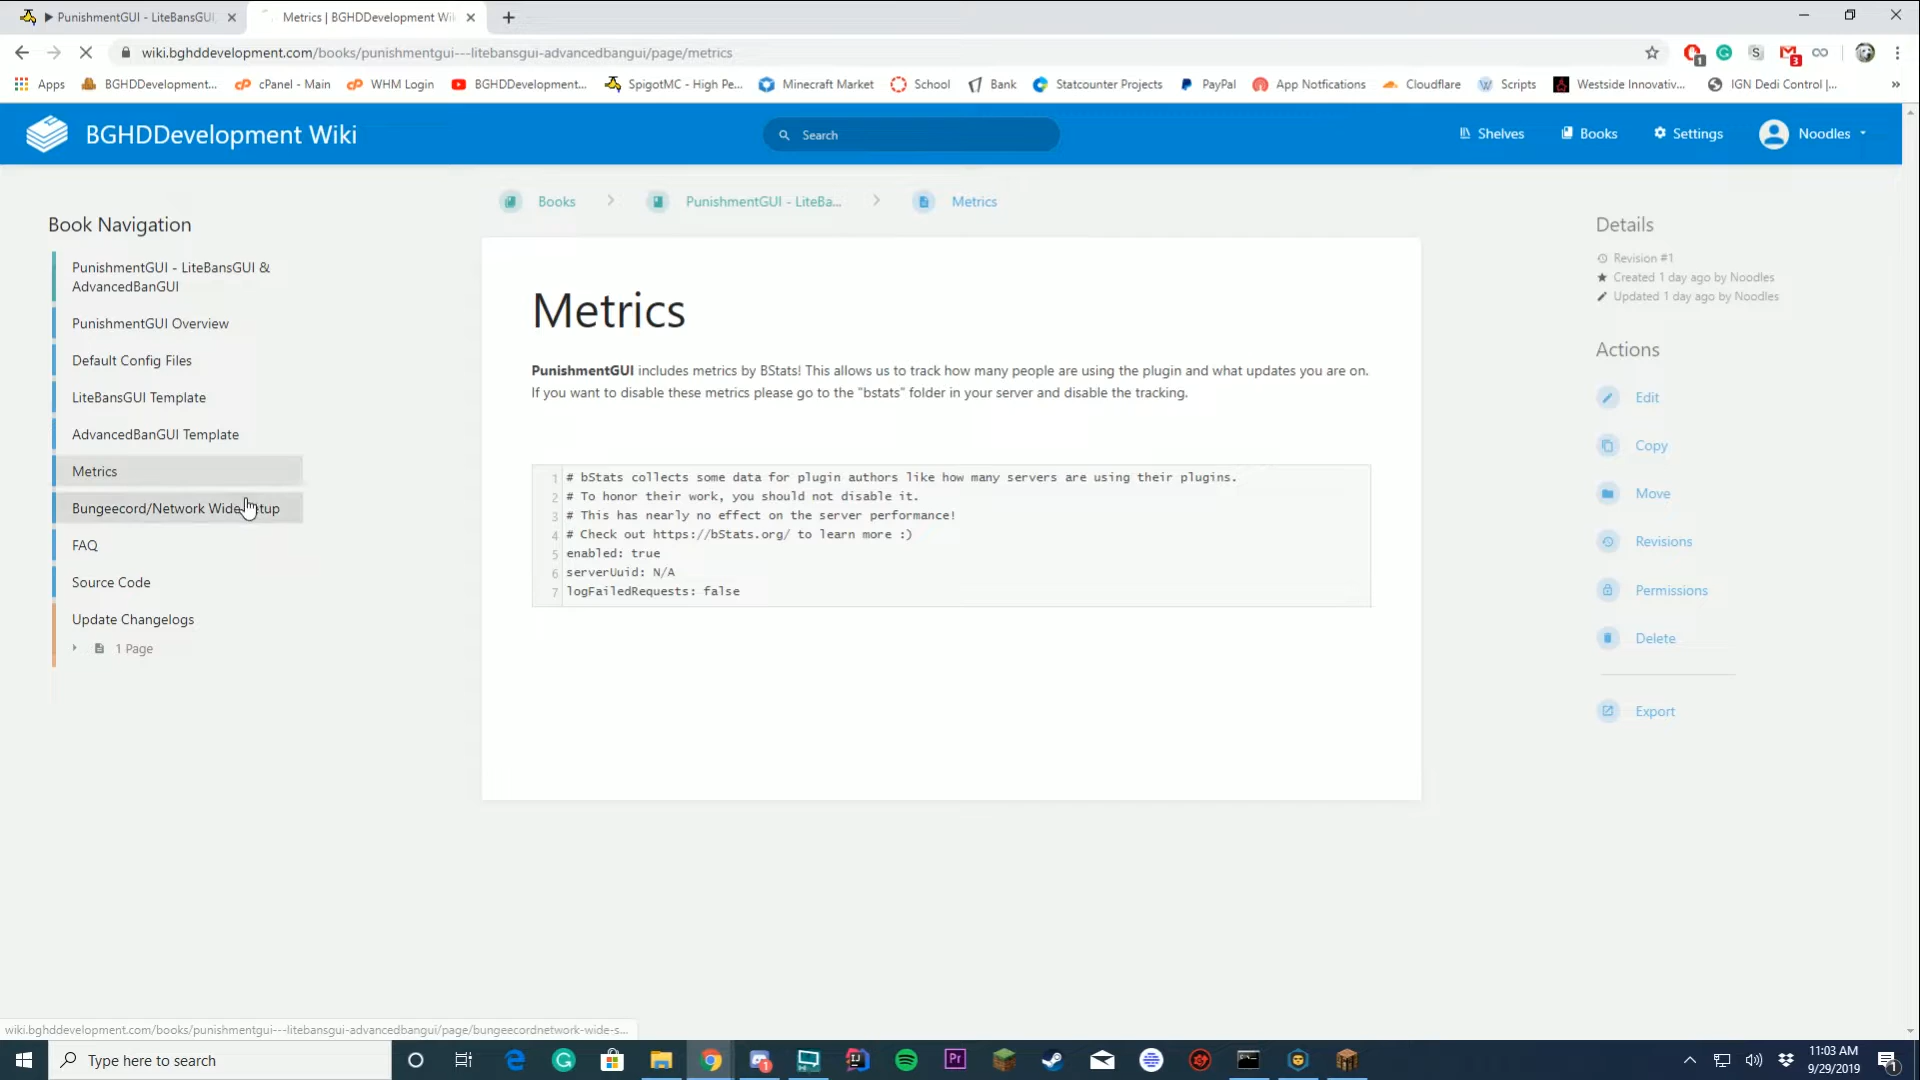 ▶ PunishmentGUI - LiteBansGUI
Metrics | BGHDDevelopment Wi
wiki.bghddevelopment.com/books/punishmentgui---litebansgui-advancedbangui/page/metrics
1
S
3
Apps
BGHDDevelopment...
cPanel - Main
WHM Login
BGHDDevelopment...
SpigotMC - High Pe...
Minecraft Market
School
Bank
Statcounter Projects
PayPal
App Notfications
Cloudflare
Scripts
Westside Innovativ...
IGN Dedi Control |...
»
BGHDDevelopment Wiki
Search
Shelves
Books
Settings
Noodles
Books
PunishmentGUI - LiteBa...
Metrics
Book Navigation
PunishmentGUI - LiteBansGUI &
AdvancedBanGUI
PunishmentGUI Overview
Default Config Files
LiteBansGUI Template
AdvancedBanGUI Template
Metrics
Bungeecord/Network Wide tup
FAQ
Source Code
Update Changelogs
1 Page
Metrics
PunishmentGUI includes metrics by BStats! This allows us to track how many people are using the plugin and what updates you are on.
If you want to disable these metrics please go to the "bstats" folder in your server and disable the tracking.
1 # bStats collects some data for plugin authors like how many servers are using their plugins.
2 # To honor their work, you should not disable it.
3 # This has nearly no effect on the server performance!
4 # Check out https://bStats.org/ to learn more :)
5 enabled: true
6 serverUuid: N/A
7 logFailedRequests: false
Details
Revision #1
Created 1 day ago by Noodles
Updated 1 day ago by Noodles
Actions
Edit
Copy
Move
Revisions
Permissions
Delete
Export
wiki.bghddevelopment.com/books/punishmentgui---litebansgui-advancedbangui/page/bungeecordnetwork-wide-s...
Type here to search
Pr
11:03 AM
9/29/2019
1